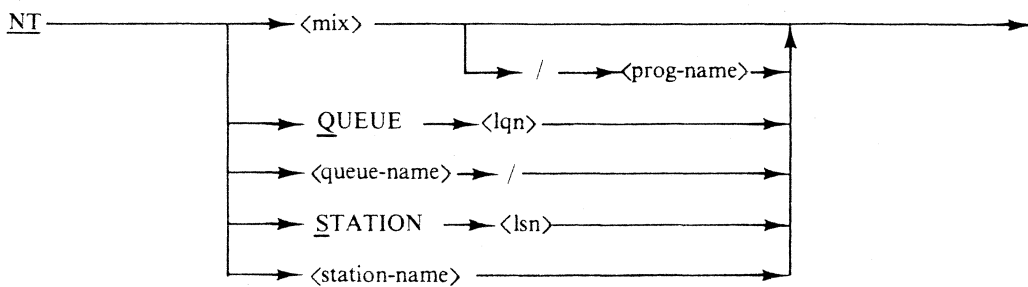 NT <mix>
/ <prog-name>
QUEUE <lqn>
<queue-name> /
STATION <lsn>
<station-name>